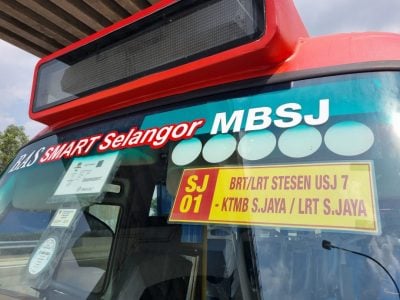 BAS SMART Selangor MBSJ
SJ 01
BRT/LRT STESEN USJ 7
- KTMB S.JAYA / LRT S.JAYA